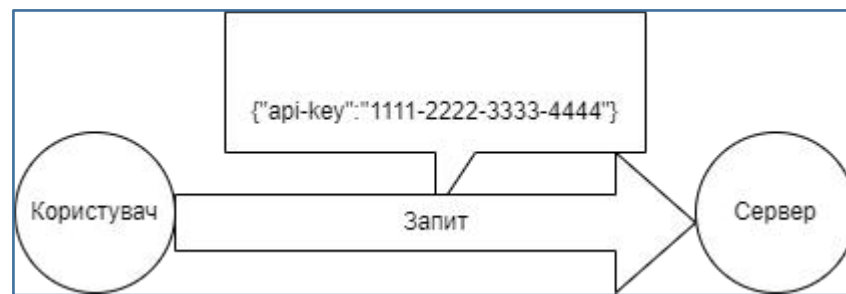 {"api-key":"1111-2222-3333-4444"}
Користувач
Запит
Сервер